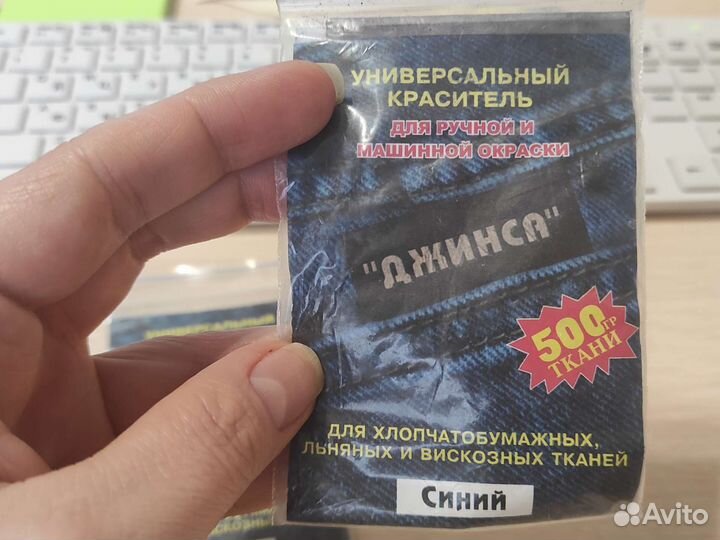 УНИВЕРСАЛЬНЫЙ
КРАСИТЕЛЬ
ДЛЯ РУЧНОЙ И
МАШИННОЙ ОКРАСКИ
"ДЖИНСА"
500 ГР
ТКАНИ
ДЛЯ ХЛОПЧАТОБУМАЖНЫХ,
ЛЬНЯНЫХ И ВИСКОЗНЫХ ТКАНЕЙ
Синий
Avito